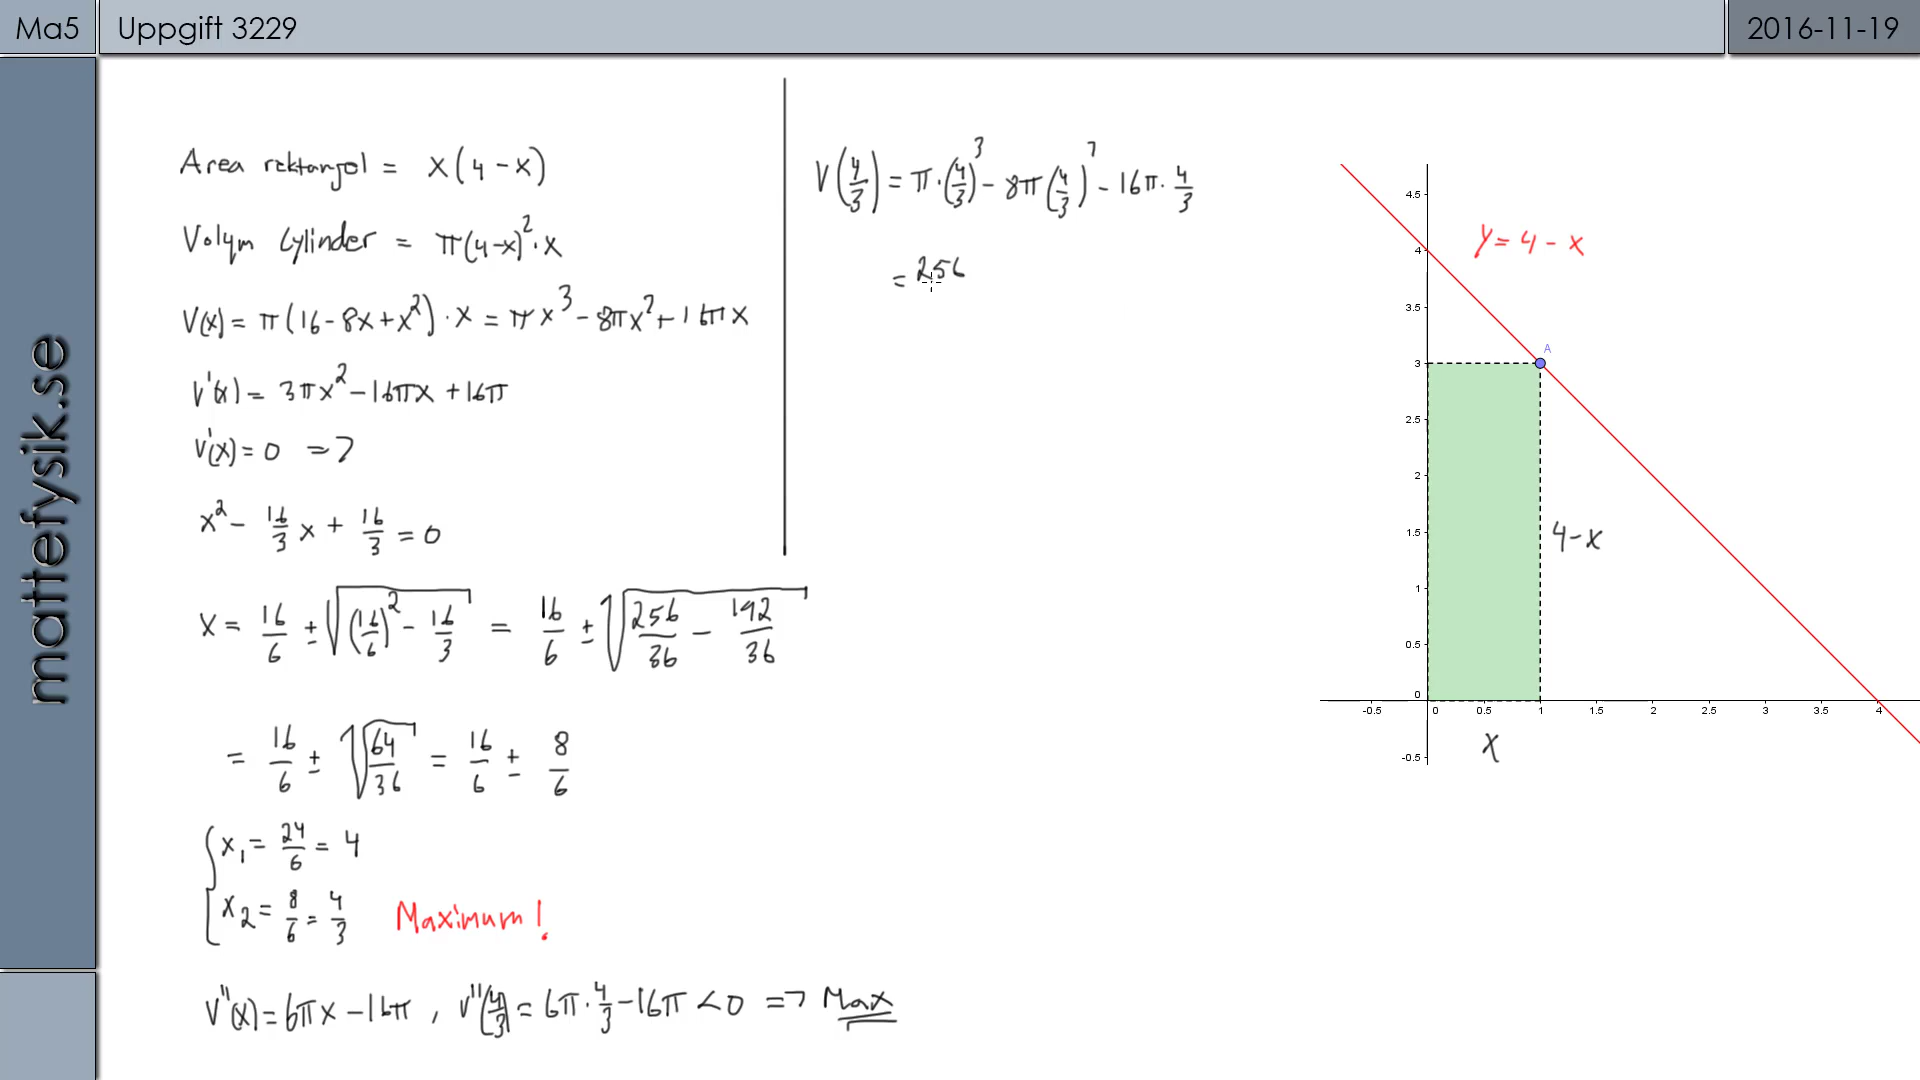 Ma5
Uppgift 3229
2016-11-19
mattefysik.se
Area rektangel = x(4-x)
Volym cylinder = π(4-x)²·x
V(x) = π(16-8x+x²)·x = πx³-8πx²+16πx
V'(x) = 3πx²-16πx+16π
V'(x) = 0 =>
x² - 16/3 x + 16/3 = 0
x = 16/6 ± √((16/6)² - 16/3) = 16/6 ± √(256/36 - 192/36)
= 16/6 ± √(64/36) = 16/6 ± 8/6
x₁ = 24/6 = 4
x₂ = 8/6 = 4/3 Maximum!
V''(x) = 6πx-16π, V''(4/3) = 6π·4/3-16π < 0 => Max
V(4/3) = π·(4/3)³ - 8π(4/3)² - 16π·4/3
= 256
y = 4 - x
A
4-x
x
4.5
4
3.5
3
2.5
2
1.5
1
0.5
0
-0.5
-0.5 0 0.5 1 1.5 2 2.5 3 3.5 4